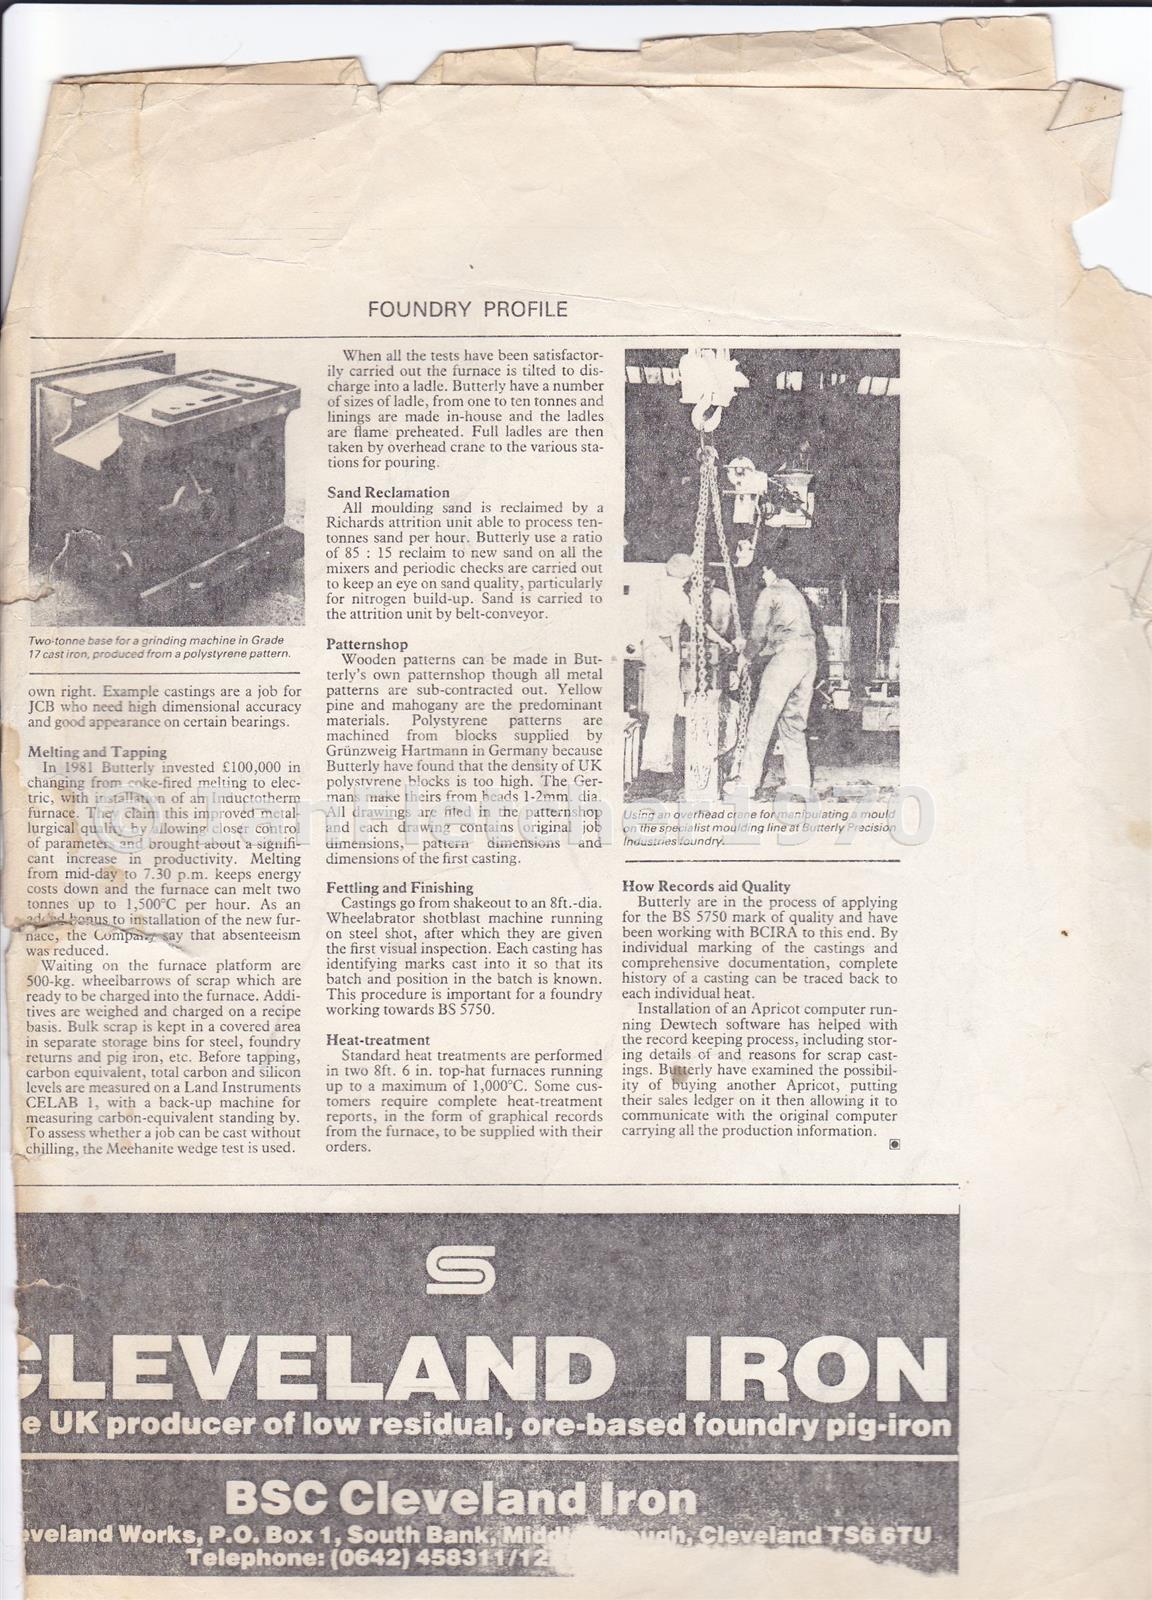 FOUNDRY PROFILE
Two-tonne base for a grinding machine in Grade
17 cast iron, produced from a polystyrene pattern.
own right. Example castings are a job for
JCB who need high dimensional accuracy
and good appearance on certain bearings.
Melting and Tapping
In 1981 Butterly invested £100,000 in
changing from coke-fired melting to elec-
tric, with installation of an Inductotherm
furnace. They claim this improved metal-
lurgical quality by allowing closer control
of parameters and brought about a signifi-
cant increase in productivity. Melting
from mid-day to 7.30 p.m. keeps energy
costs down and the furnace can melt two
tonnes up to 1,500°C per hour. As an
added bonus to installation of the new fur-
nace, the Company say that absenteeism
was reduced.
Waiting on the furnace platform are
500-kg. wheelbarrows of scrap which are
ready to be charged into the furnace. Addi-
tives are weighed and charged on a recipe
basis. Bulk scrap is kept in a covered area
in separate storage bins for steel, foundry
returns and pig iron, etc. Before tapping,
carbon equivalent, total carbon and silicon
levels are measured on a Land Instruments
CELAB 1, with a back-up machine for
measuring carbon-equivalent standing by.
To assess whether a job can be cast without
chilling, the Meehanite wedge test is used.
When all the tests have been satisfactor-
ily carried out the furnace is tilted to dis-
charge into a ladle. Butterly have a number
of sizes of ladle, from one to ten tonnes and
linings are made in-house and the ladles
are flame preheated. Full ladles are then
taken by overhead crane to the various sta-
tions for pouring.
Sand Reclamation
All moulding sand is reclaimed by a
Richards attrition unit able to process ten-
tonnes sand per hour. Butterly use a ratio
of 85 : 15 reclaim to new sand on all the
mixers and periodic checks are carried out
to keep an eye on sand quality, particularly
for nitrogen build-up. Sand is carried to
the attrition unit by belt-conveyor.
Patternshop
Wooden patterns can be made in But-
terly's own patternshop though all metal
patterns are sub-contracted out. Yellow
pine and mahogany are the predominant
materials. Polystyrene patterns are
machined from blocks supplied by
Grünzweig Hartmann in Germany because
Butterly have found that the density of UK
polystyrene blocks is too high. The Ger-
mans make theirs from beads 1-2mm. dia.
All drawings are filed in the patternshop
and each drawing contains original job
dimensions, pattern dimensions and
dimensions of the first casting.
Fettling and Finishing
Castings go from shakeout to an 8ft.-dia.
Wheelabrator shotblast machine running
on steel shot, after which they are given
the first visual inspection. Each casting has
identifying marks cast into it so that its
batch and position in the batch is known.
This procedure is important for a foundry
working towards BS 5750.
Heat-treatment
Standard heat treatments are performed
in two 8ft. 6 in. top-hat furnaces running
up to a maximum of 1,000°C. Some cus-
tomers require complete heat-treatment
reports, in the form of graphical records
from the furnace, to be supplied with their
orders.
Using an overhead crane for manipulating a mould
on the specialist moulding line at Butterly Precision
Industries foundry.
How Records aid Quality
Butterly are in the process of applying
for the BS 5750 mark of quality and have
been working with BCIRA to this end. By
individual marking of the castings and
comprehensive documentation, complete
history of a casting can be traced back to
each individual heat.
Installation of an Apricot computer run-
ning Dewtech software has helped with
the record keeping process, including stor-
ing details of and reasons for scrap cast-
ings. Butterly have examined the possibil-
ity of buying another Apricot, putting
their sales ledger on it then allowing it to
communicate with the original computer
carrying all the production information.
CLEVELAND IRON
e UK producer of low residual, ore-based foundry pig-iron
BSC Cleveland Iron
eveland Works, P.O. Box 1, South Bank, Middl ough, Cleveland TS6 6TU
Telephone: (0642) 458311/12